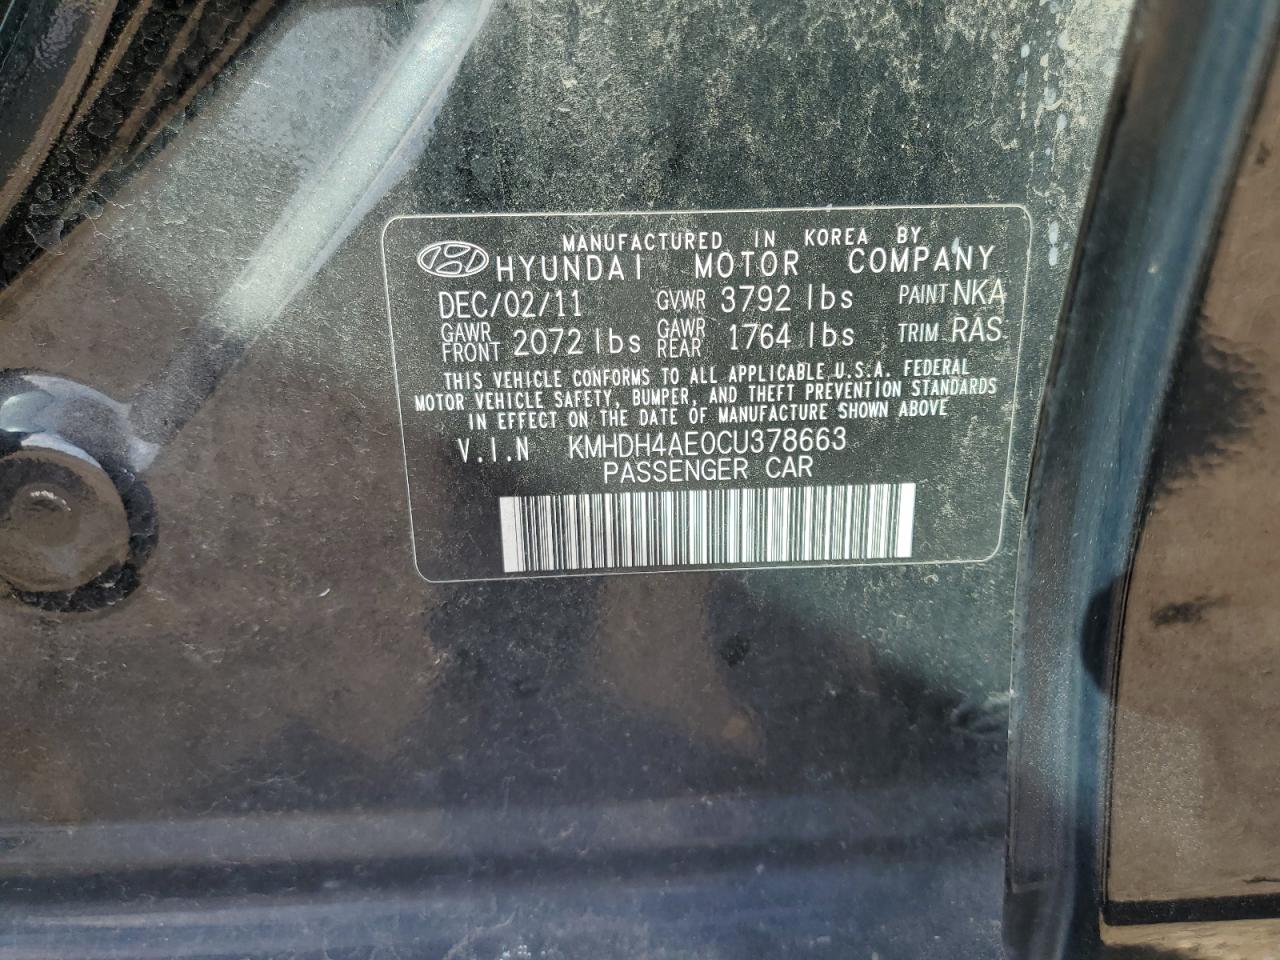 MANUFACTURED IN KOREA BY
HYUNDAI MOTOR COMPANY
DEC/02/11 GVWR 3792 lbs PAINT NKA
GAWR FRONT 2072 lbs GAWR REAR 1764 lbs TRIM RAS
THIS VEHICLE CONFORMS TO ALL APPLICABLE U.S.A. FEDERAL
MOTOR VEHICLE SAFETY, BUMPER, AND THEFT PREVENTION STANDARDS
IN EFFECT ON THE DATE OF MANUFACTURE SHOWN ABOVE
V.I.N KMHDH4AE0CU378663
PASSENGER CAR